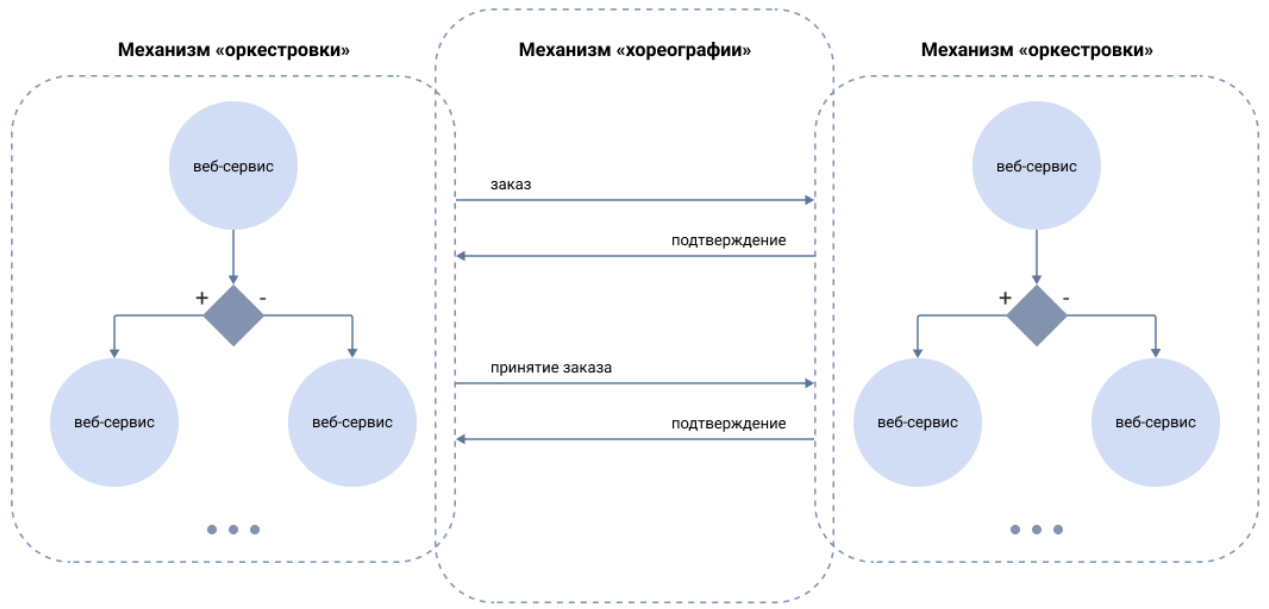 Механизм «оркестровки»
Механизм «хореографии»
Механизм «оркестровки»
веб-сервис
веб-сервис
заказ
подтверждение
+ -
+ -
принятие заказа
подтверждение
веб-сервис
веб-сервис
веб-сервис
веб-сервис